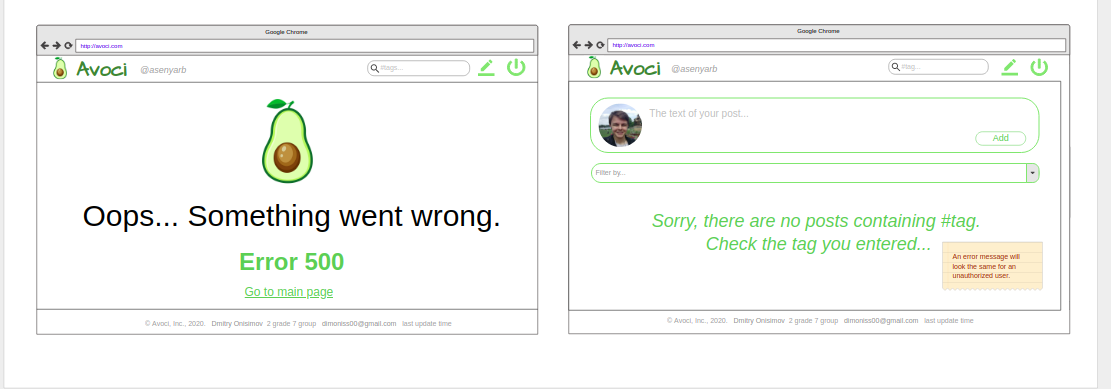 Google Chrome
http://avoci.com
Avoci @asenyarb #tags...
Oops... Something went wrong.
Error 500
Go to main page
© Avoci, Inc., 2020. Dmitry Onisimov 2 grade 7 group dimoniss00@gmail.com last update time
Google Chrome
http://avoci.com
Avoci @asenyarb #tag...
The text of your post...
Add
Filter by...
Sorry, there are no posts containing #tag.
Check the tag you entered...
An error message will
look the same for an
unauthorized user.
© Avoci, Inc., 2020. Dmitry Onisimov 2 grade 7 group dimoniss00@gmail.com last update time